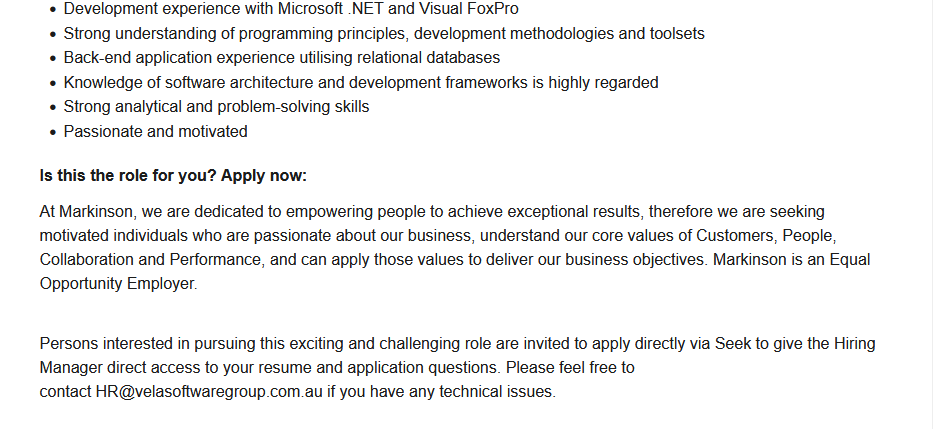 • Development experience with Microsoft .NET and Visual FoxPro
• Strong understanding of programming principles, development methodologies and toolsets
• Back-end application experience utilising relational databases
• Knowledge of software architecture and development frameworks is highly regarded
• Strong analytical and problem-solving skills
• Passionate and motivated
Is this the role for you? Apply now:
At Markinson, we are dedicated to empowering people to achieve exceptional results, therefore we are seeking
motivated individuals who are passionate about our business, understand our core values of Customers, People,
Collaboration and Performance, and can apply those values to deliver our business objectives. Markinson is an Equal
Opportunity Employer.
Persons interested in pursuing this exciting and challenging role are invited to apply directly via Seek to give the Hiring
Manager direct access to your resume and application questions. Please feel free to
contact HR@velasoftwaregroup.com.au if you have any technical issues.